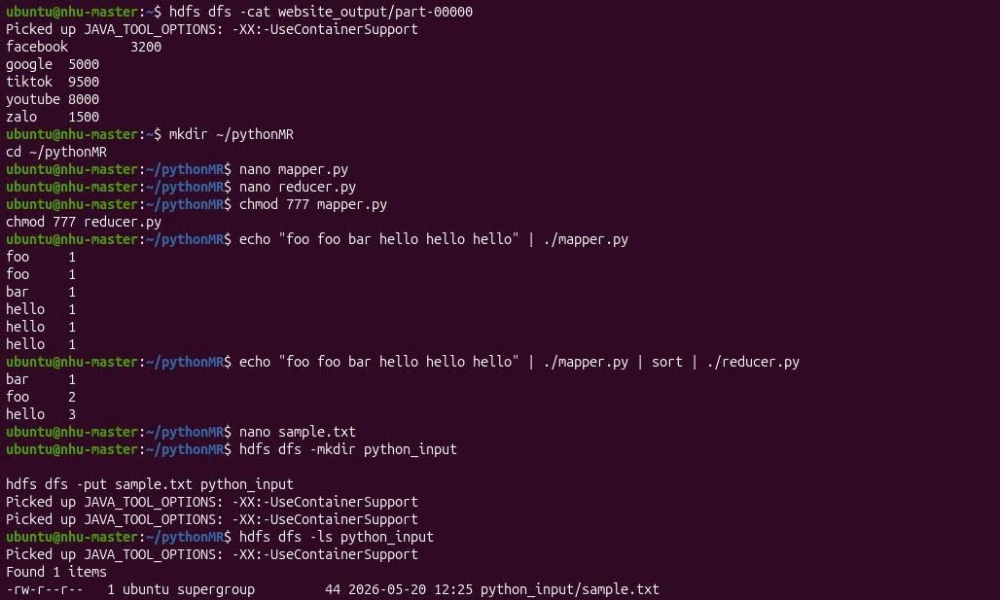 ubuntu@nhu-master:~$ hdfs dfs -cat website_output/part-00000
Picked up JAVA_TOOL_OPTIONS: -XX:-UseContainerSupport
facebook        3200
google  5000
tiktok  9500
youtube 8000
zalo    1500
ubuntu@nhu-master:~$ mkdir ~/pythonMR
cd ~/pythonMR
ubuntu@nhu-master:~/pythonMR$ nano mapper.py
ubuntu@nhu-master:~/pythonMR$ nano reducer.py
ubuntu@nhu-master:~/pythonMR$ chmod 777 mapper.py
chmod 777 reducer.py
ubuntu@nhu-master:~/pythonMR$ echo "foo foo bar hello hello hello" | ./mapper.py
foo     1
foo     1
bar     1
hello   1
hello   1
hello   1
ubuntu@nhu-master:~/pythonMR$ echo "foo foo bar hello hello hello" | ./mapper.py | sort | ./reducer.py
bar     1
foo     2
hello   3
ubuntu@nhu-master:~/pythonMR$ nano sample.txt
ubuntu@nhu-master:~/pythonMR$ hdfs dfs -mkdir python_input

hdfs dfs -put sample.txt python_input
Picked up JAVA_TOOL_OPTIONS: -XX:-UseContainerSupport
Picked up JAVA_TOOL_OPTIONS: -XX:-UseContainerSupport
ubuntu@nhu-master:~/pythonMR$ hdfs dfs -ls python_input
Picked up JAVA_TOOL_OPTIONS: -XX:-UseContainerSupport
Found 1 items
-rw-r--r--   1 ubuntu supergroup         44 2026-05-20 12:25 python_input/sample.txt